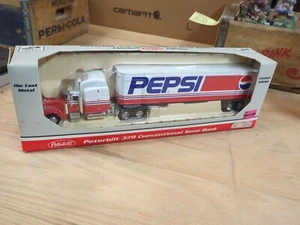 carhartt
PEPSI-COLA
Die Cast
Metal
PEPSI
Peterbilt
Peterbilt 379 Conventional Semi Bank